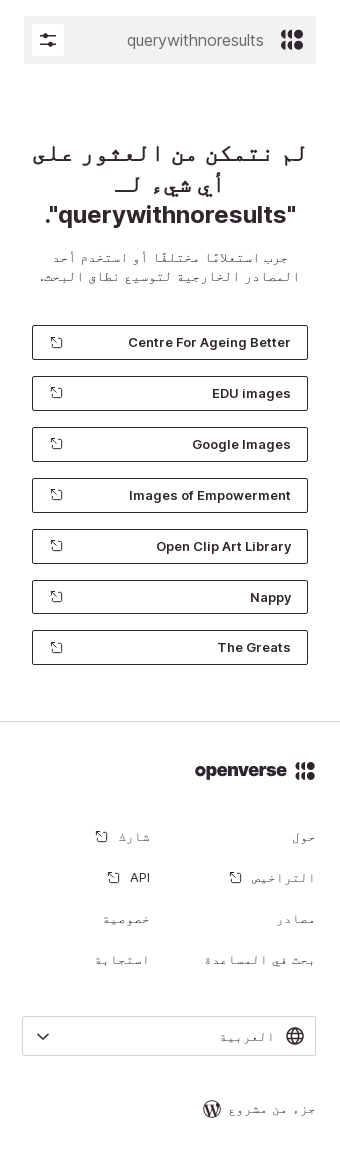 querywithnoresults
لم نتمكن من العثور على
أي شيء لـ
"querywithnoresults".
جرب استعلامًا مختلفًا أو استخدم أحد
المصادر الخارجية لتوسيع نطاق البحث.
Centre For Ageing Better
EDU images
Google Images
Images of Empowerment
Open Clip Art Library
Nappy
The Greats
openverse
حول
شارك
التراخيص
API
مصادر
خصوصية
بحث في المساعدة
استجابة
العربية
جزء من مشروع